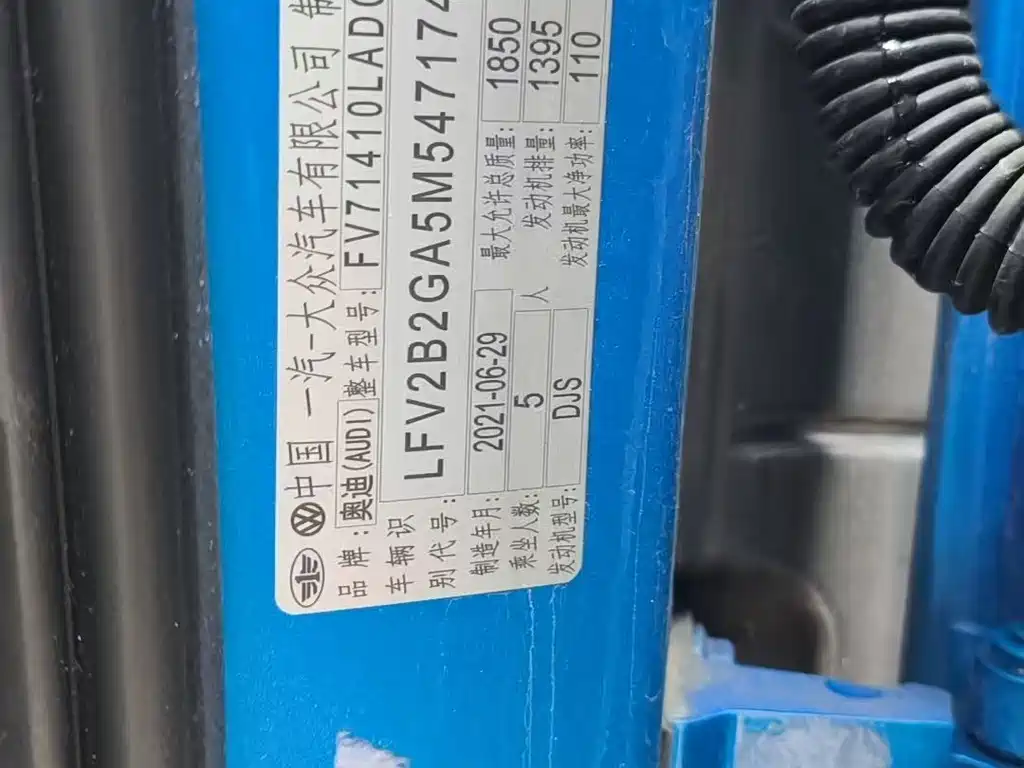 中国 一汽-大众汽车有限公司 制
品牌: 奥迪(AUDI) 整车型号: FV71410LADC
车辆识别代号: LFV2B2GA5M547174
制造年月: 2021-06-29 最大允许总质量: 1850
乘坐人数: 5 人 发动机排量: 1395
发动机型号: DJS 发动机最大净功率: 110